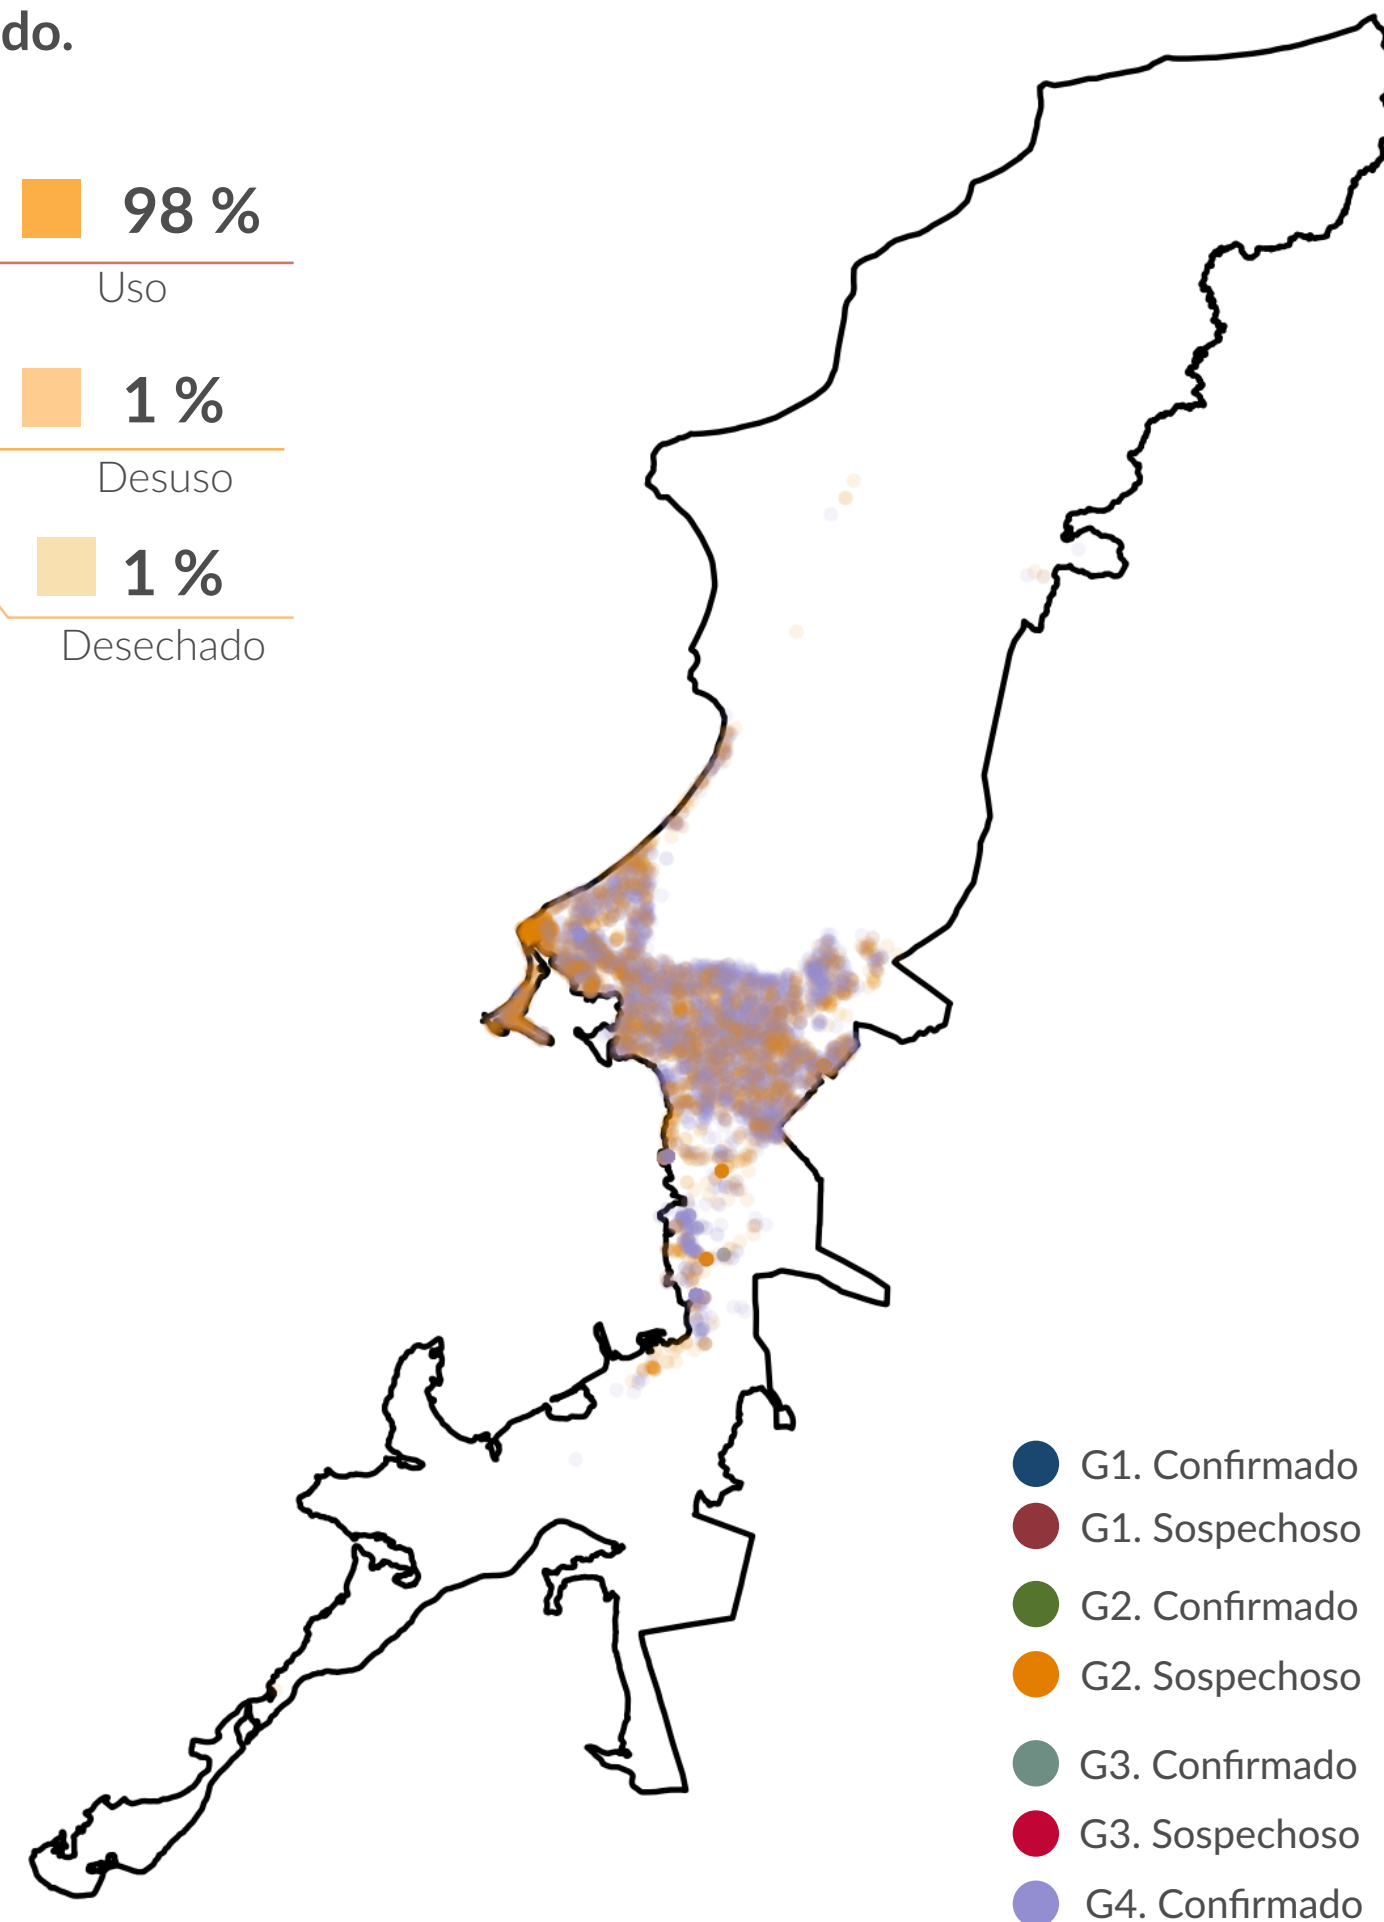 do.
98 %
Uso
1 %
Desuso
1 %
Desechado
G1. Confirmado
G1. Sospechoso
G2. Confirmado
G2. Sospechoso
G3. Confirmado
G3. Sospechoso
G4. Confirmado